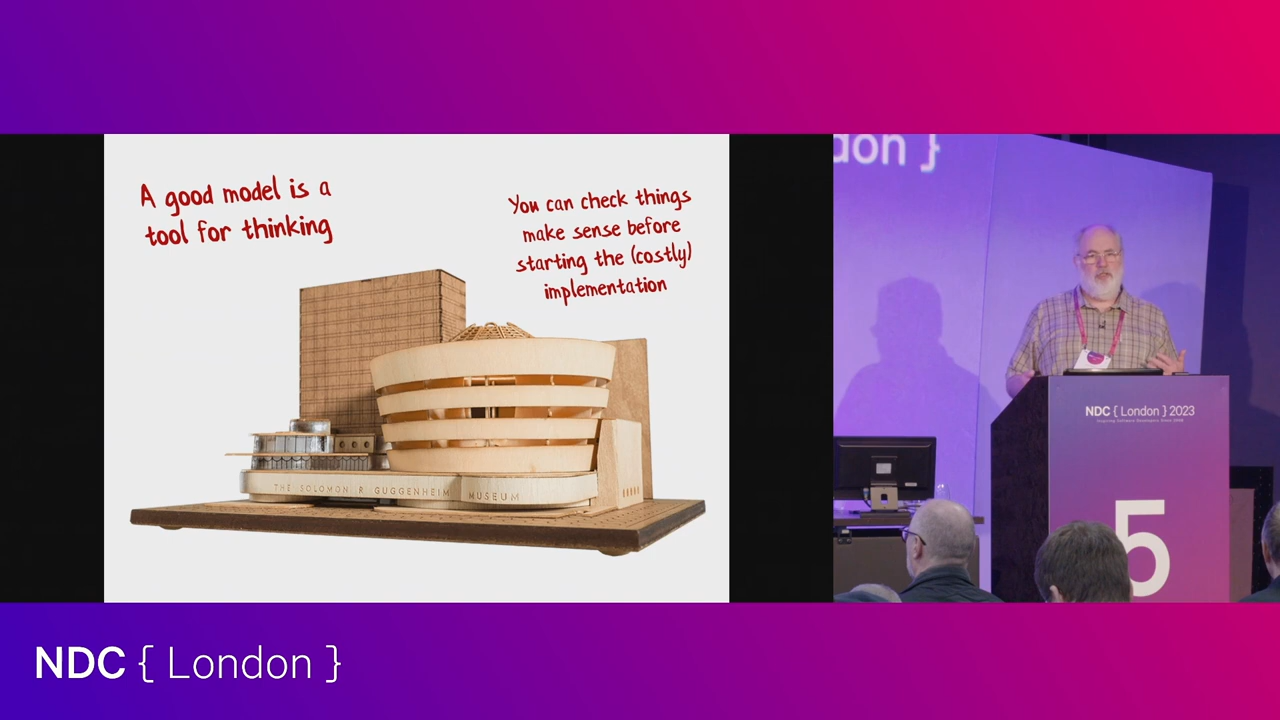 A good model is a
tool for thinking
You can check things
make sense before
starting the (costly)
implementation
THE SOLOMON R GUGGENHEIM MUSEUM
don }
NDC { London } 2023
5
NDC { London }